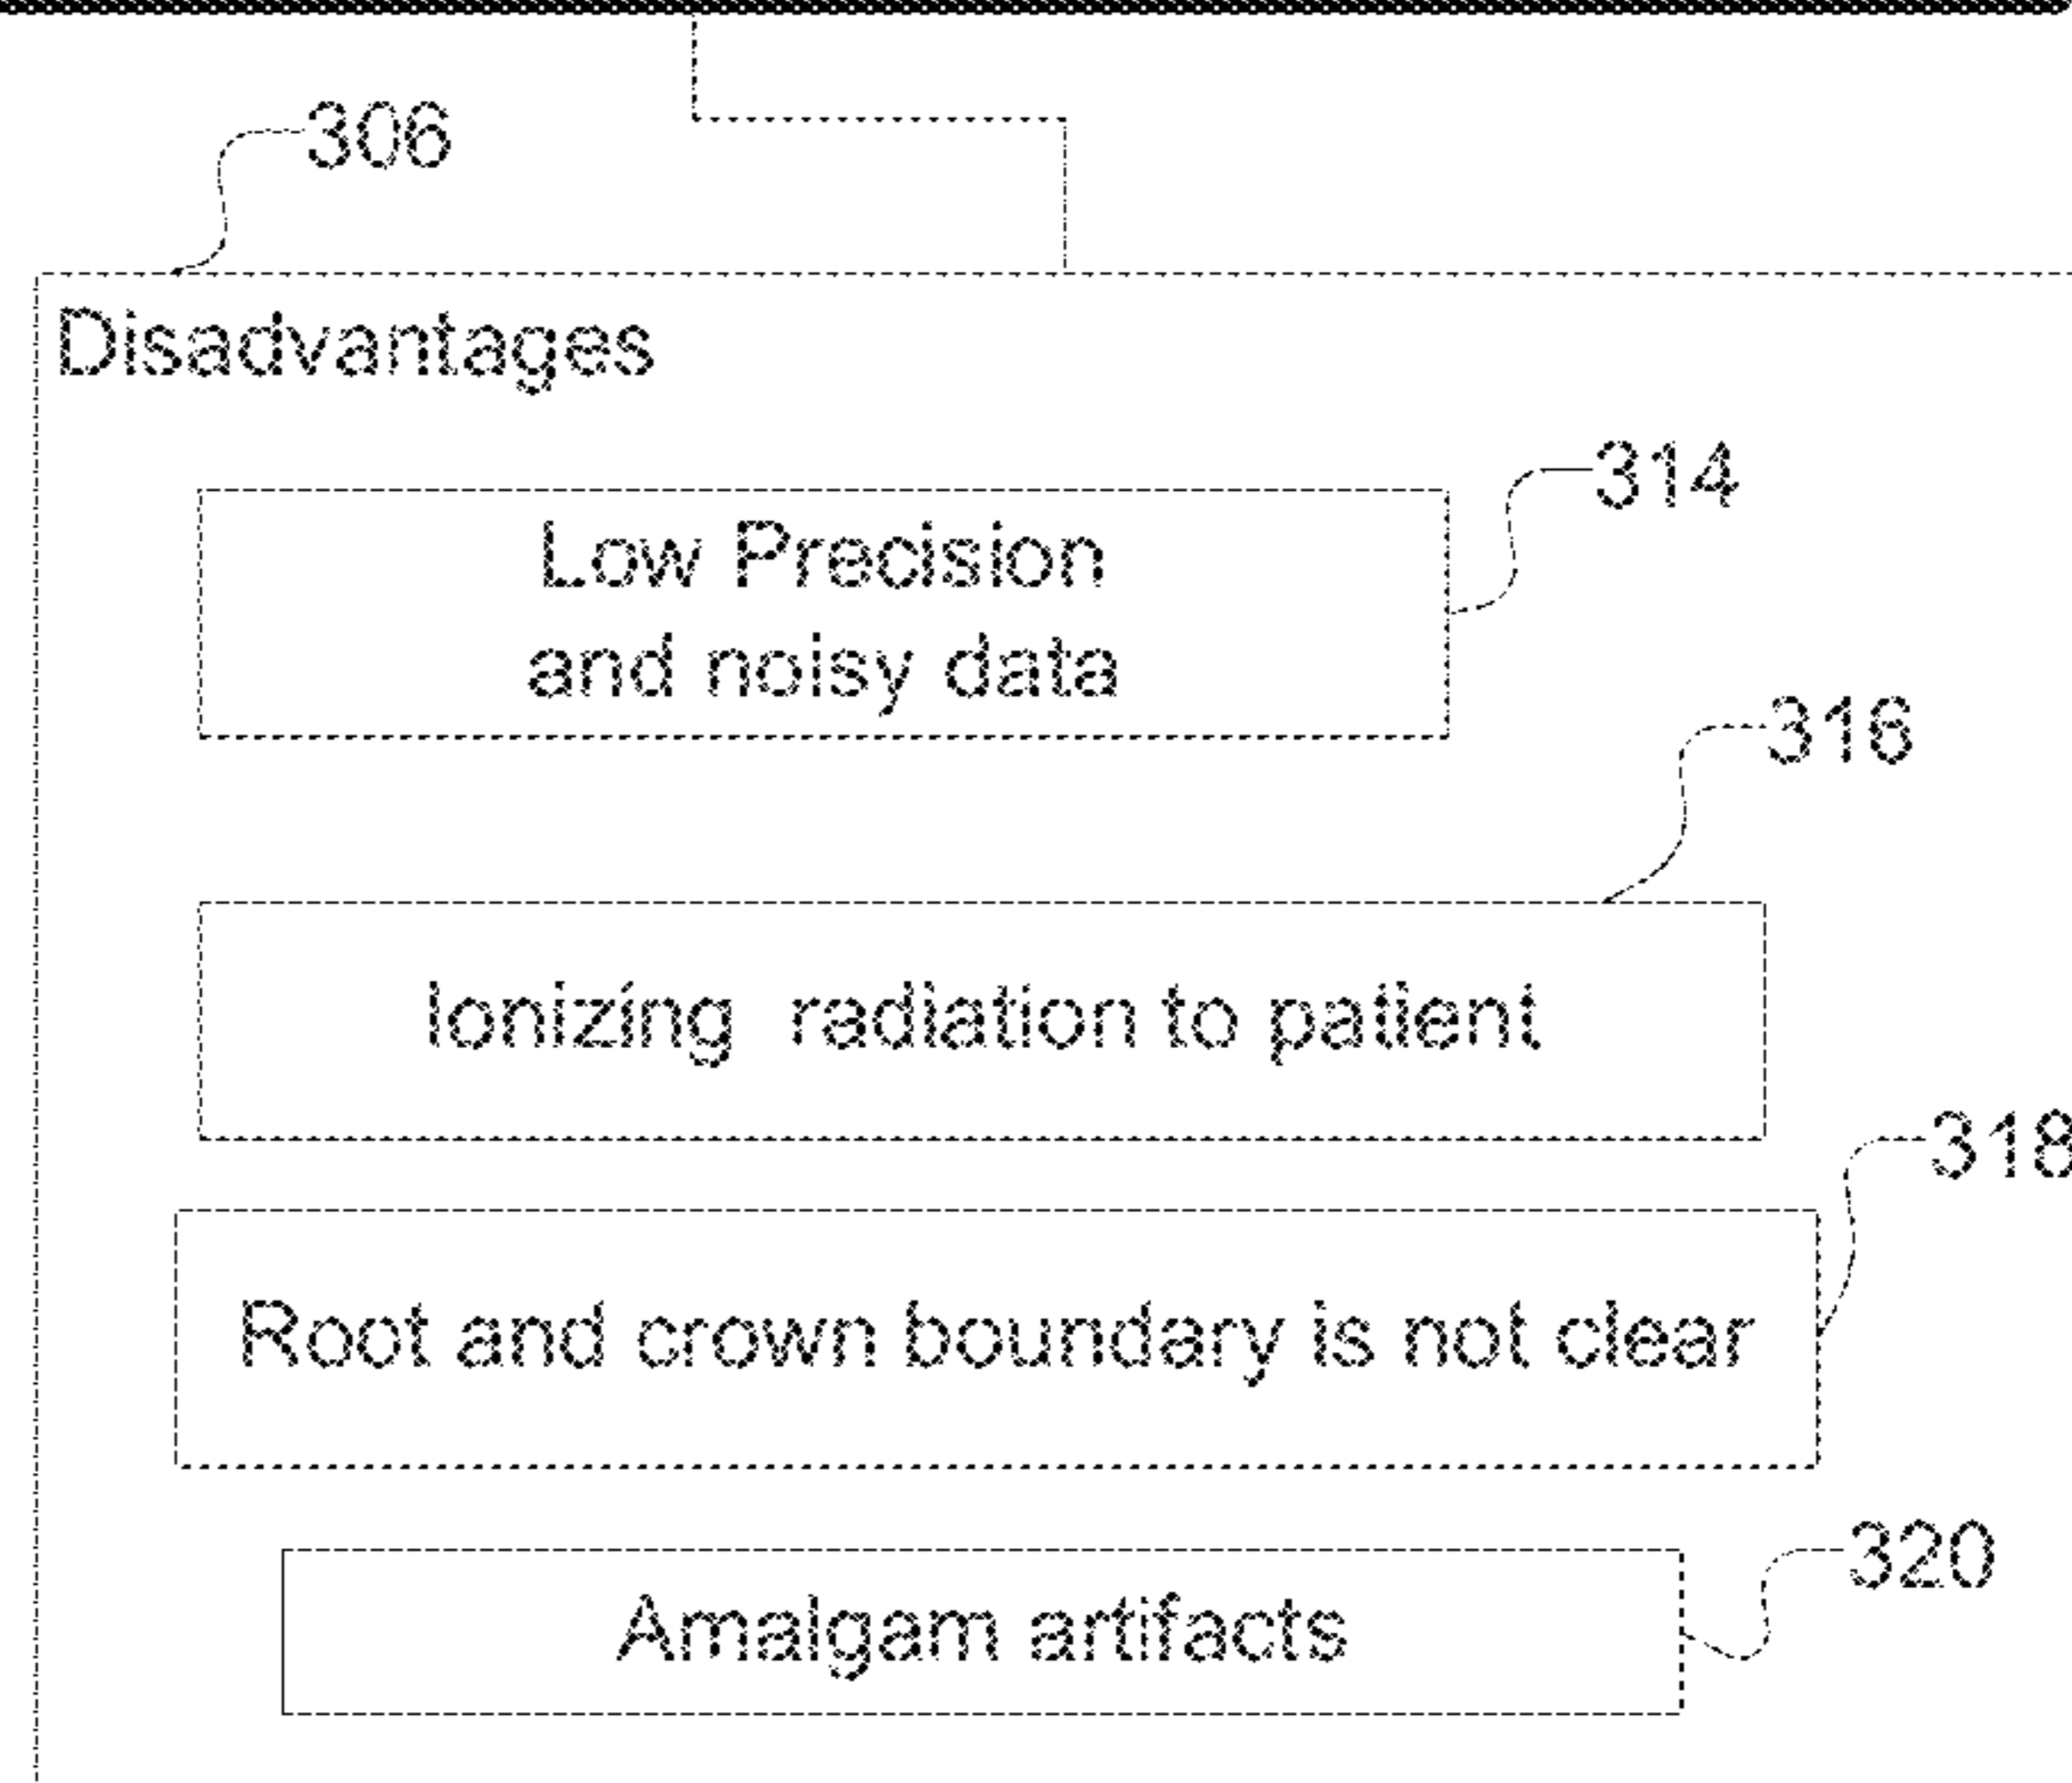 306
Disadvantages
314
Low Precision
and noisy data
316
Ionizing radiation to patient
318
Root and crown boundary is not clear
320
Amalgam artifacts